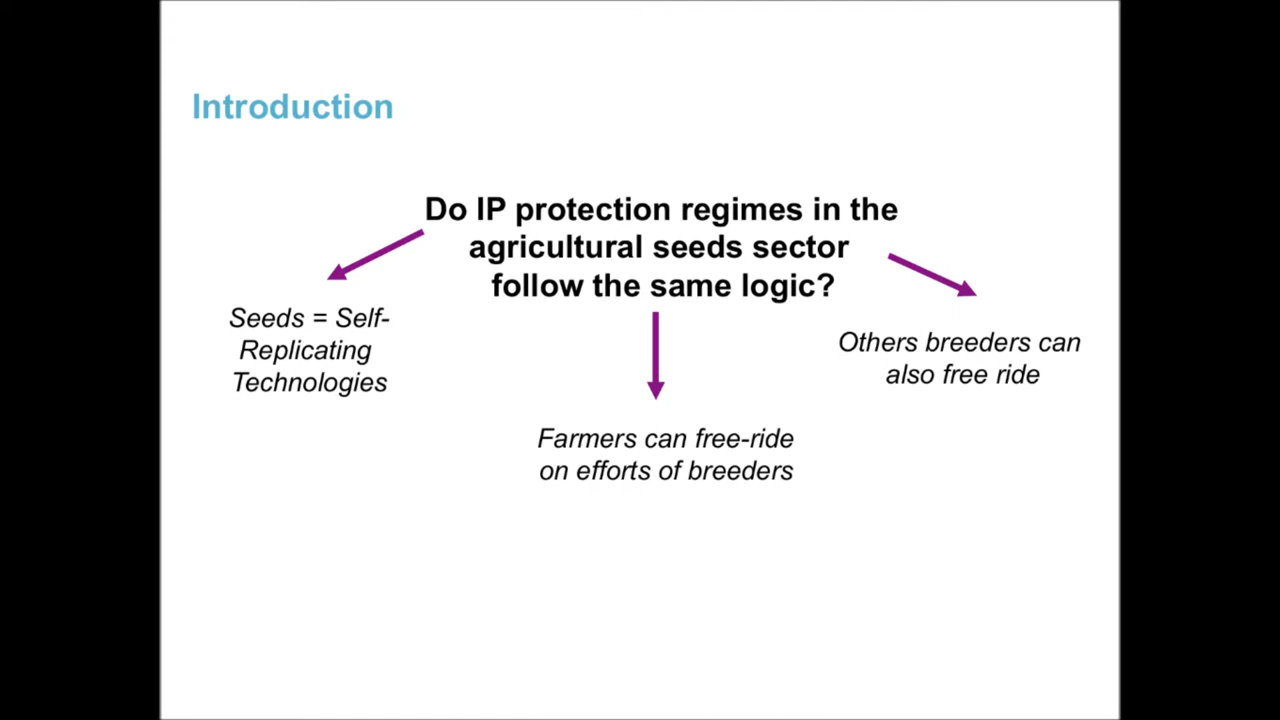 Introduction
Do IP protection regimes in the
agricultural seeds sector
follow the same logic?
Seeds = Self-
Replicating
Technologies
Farmers can free-ride
on efforts of breeders
Others breeders can
also free ride